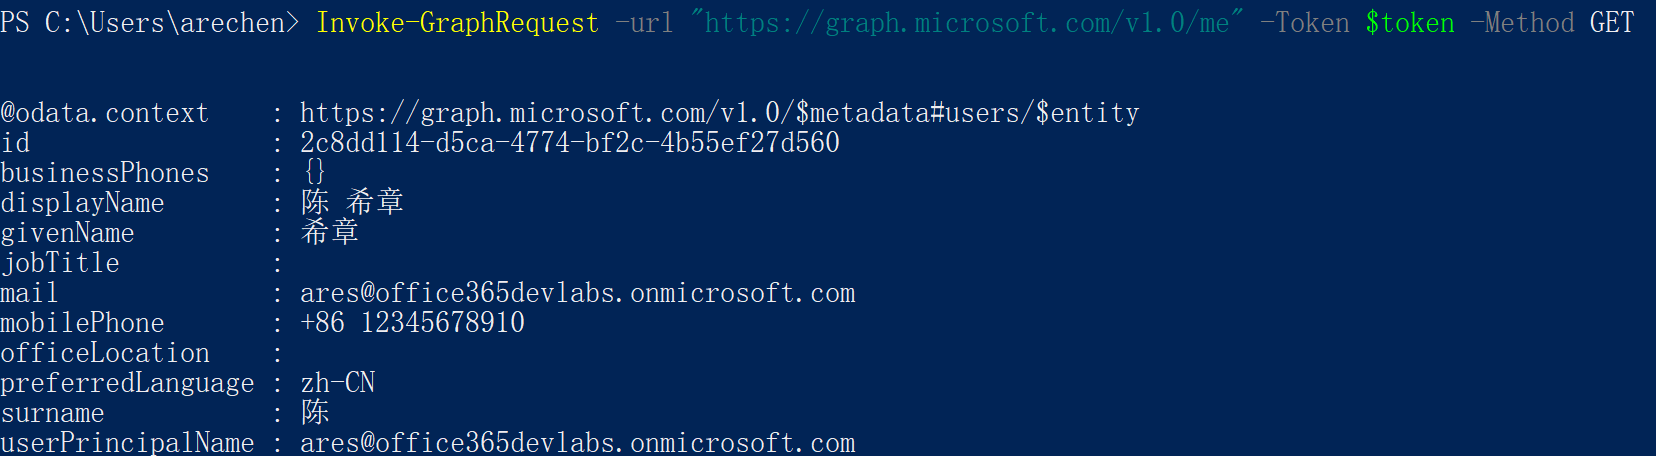 PS C:\Users\arechen> Invoke-GraphRequest -url "https://graph.microsoft.com/v1.0/me" -Token $token -Method GET
@odata.context    : https://graph.microsoft.com/v1.0/$metadata#users/$entity
id                : 2c8dd114-d5ca-4774-bf2c-4b55ef27d560
businessPhones    : {}
displayName       : 陈 希章
givenName         : 希章
jobTitle          :
mail              : ares@office365devlabs.onmicrosoft.com
mobilePhone       : +86 12345678910
officeLocation    :
preferredLanguage : zh-CN
surname           : 陈
userPrincipalName : ares@office365devlabs.onmicrosoft.com